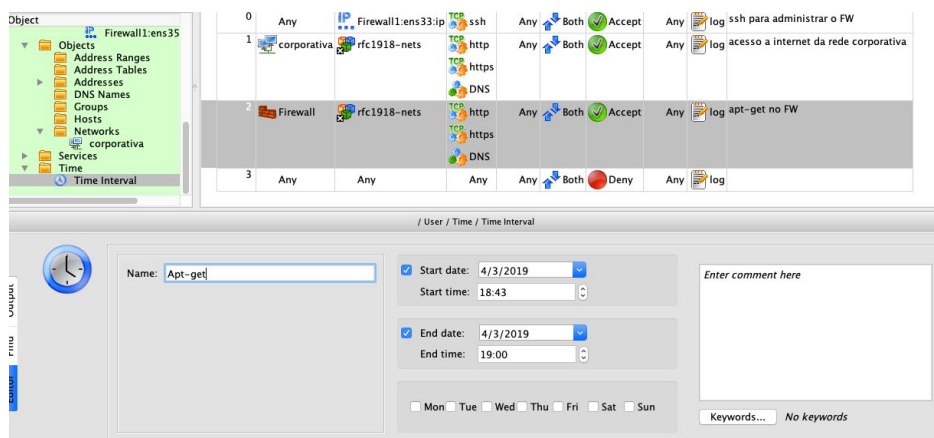 Object
Firewall1:ens35
Objects
Address Ranges
Address Tables
Addresses
DNS Names
Groups
Hosts
Networks
corporativa
Services
Time
Time Interval
0 Any IP Firewall1:ens33:ip TCP ssh Any Both Accept Any log ssh para administrar o FW
1 corporativa rfc1918-nets TCP http Any Both Accept Any log acesso a internet da rede corporativa
TCP https
DNS
2 Firewall rfc1918-nets TCP http Any Both Accept Any log apt-get no FW
TCP https
DNS
3 Any Any Any Any Both Deny Any log
/ User / Time / Time Interval
Output
Find
Editor
Name: Apt-get
Start date: 4/3/2019
Start time: 18:43
End date: 4/3/2019
End time: 19:00
Mon Tue Wed Thu Fri Sat Sun
Enter comment here
Keywords... No keywords